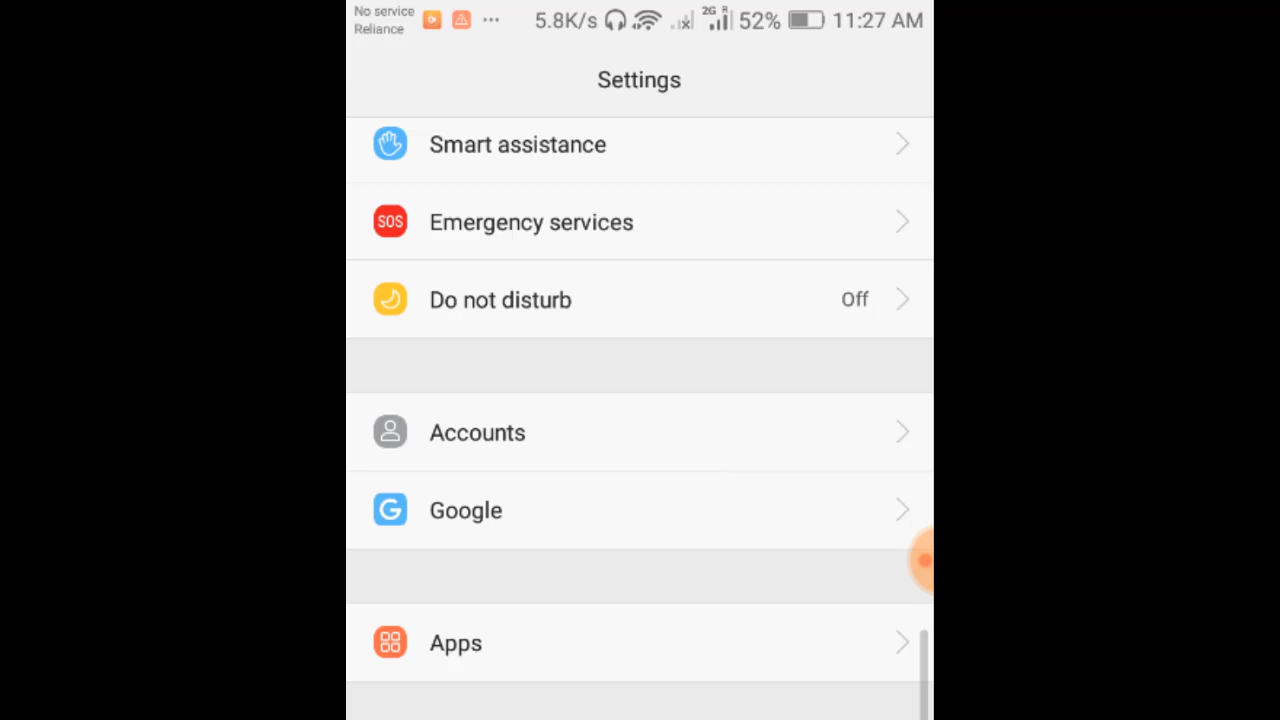 No service
Reliance
5.8K/s 2G R 52% 11:27 AM
Settings
Smart assistance
SOS Emergency services
Do not disturb Off
Accounts
G Google
Apps